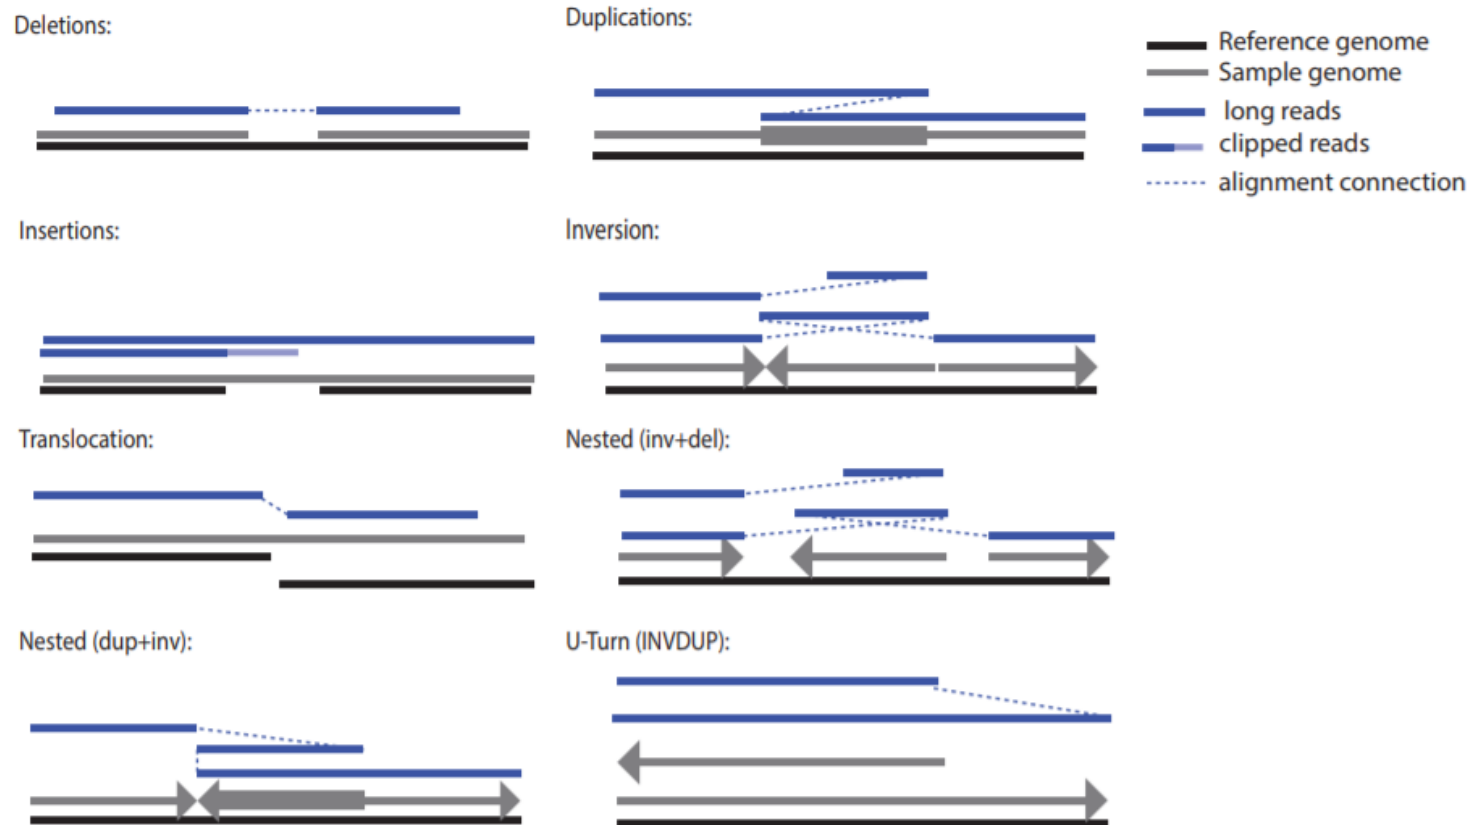 Deletions:
Duplications:
Reference genome
Sample genome
long reads
clipped reads
alignment connection
Insertions:
Inversion:
Translocation:
Nested (inv+del):
Nested (dup+inv):
U-Turn (INVDUP):